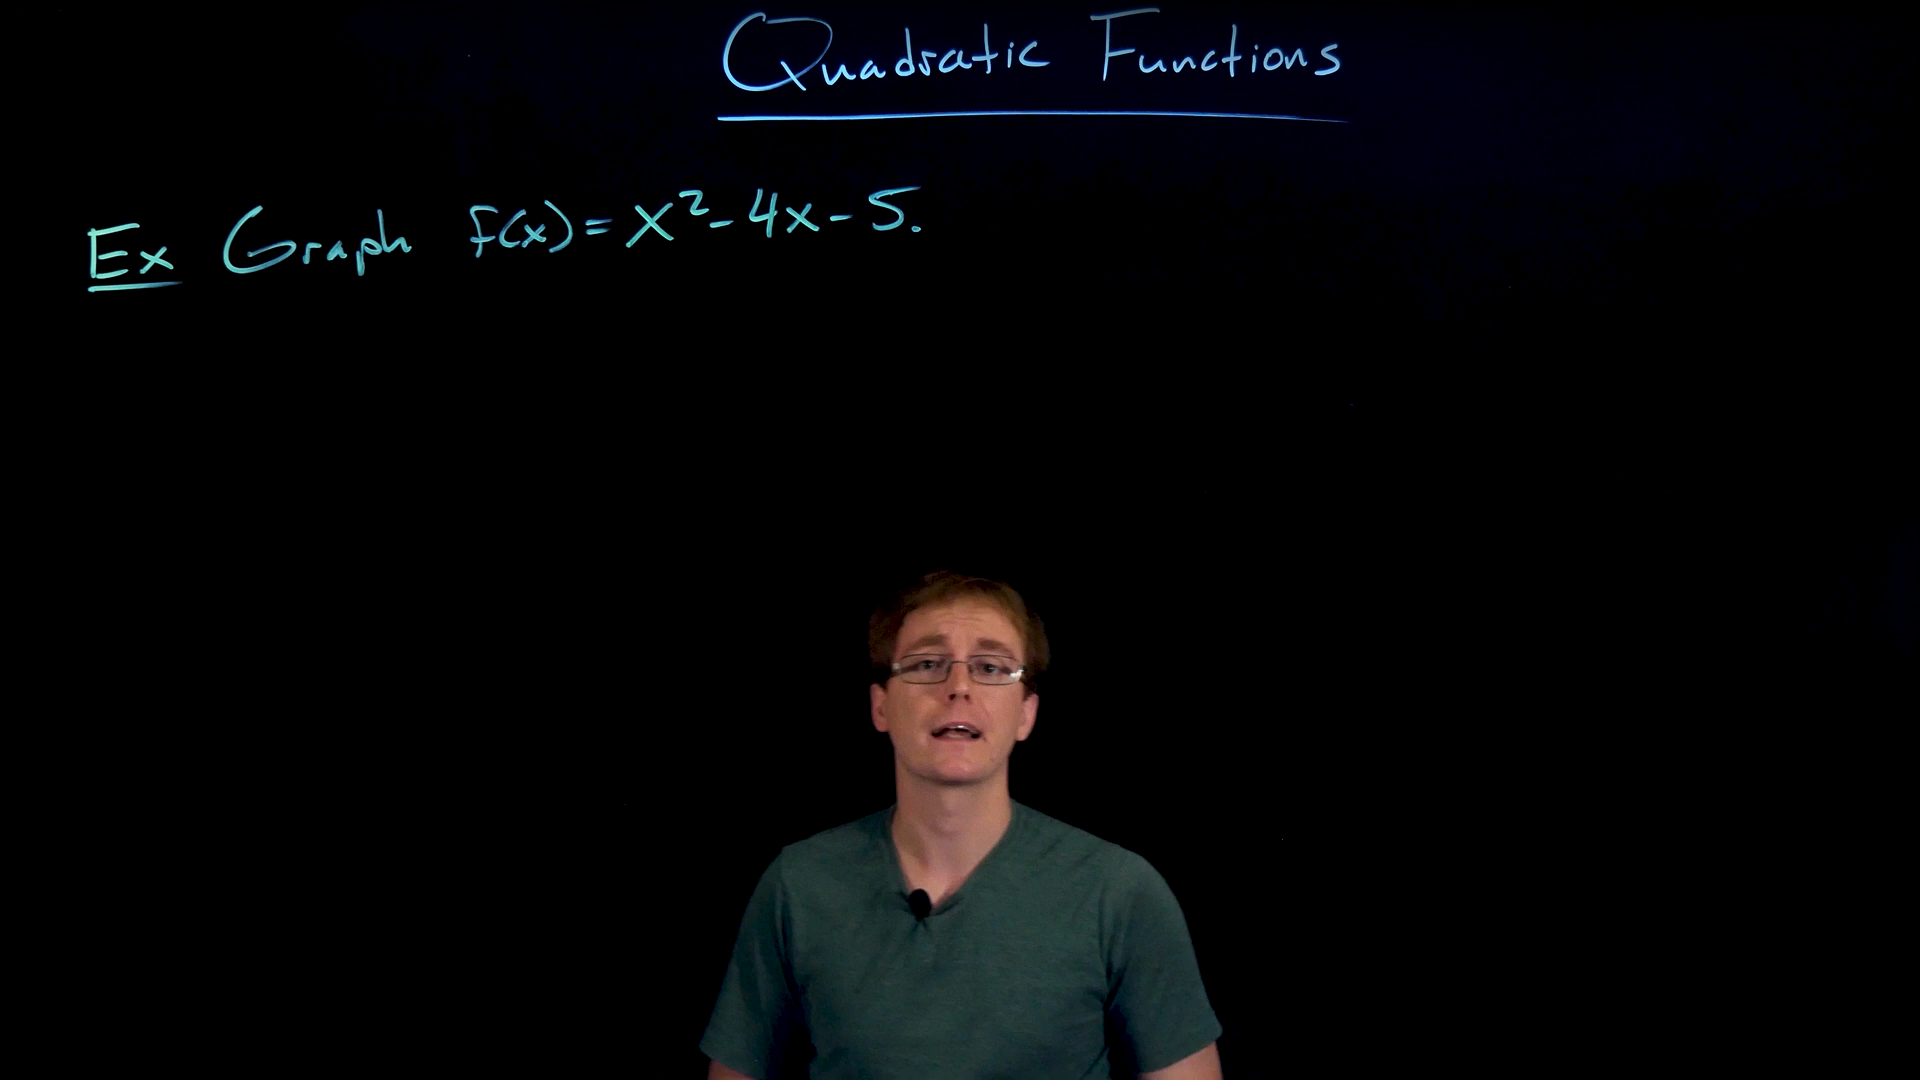 Quadratic Functions
Ex Graph f(x) = x²-4x-5.